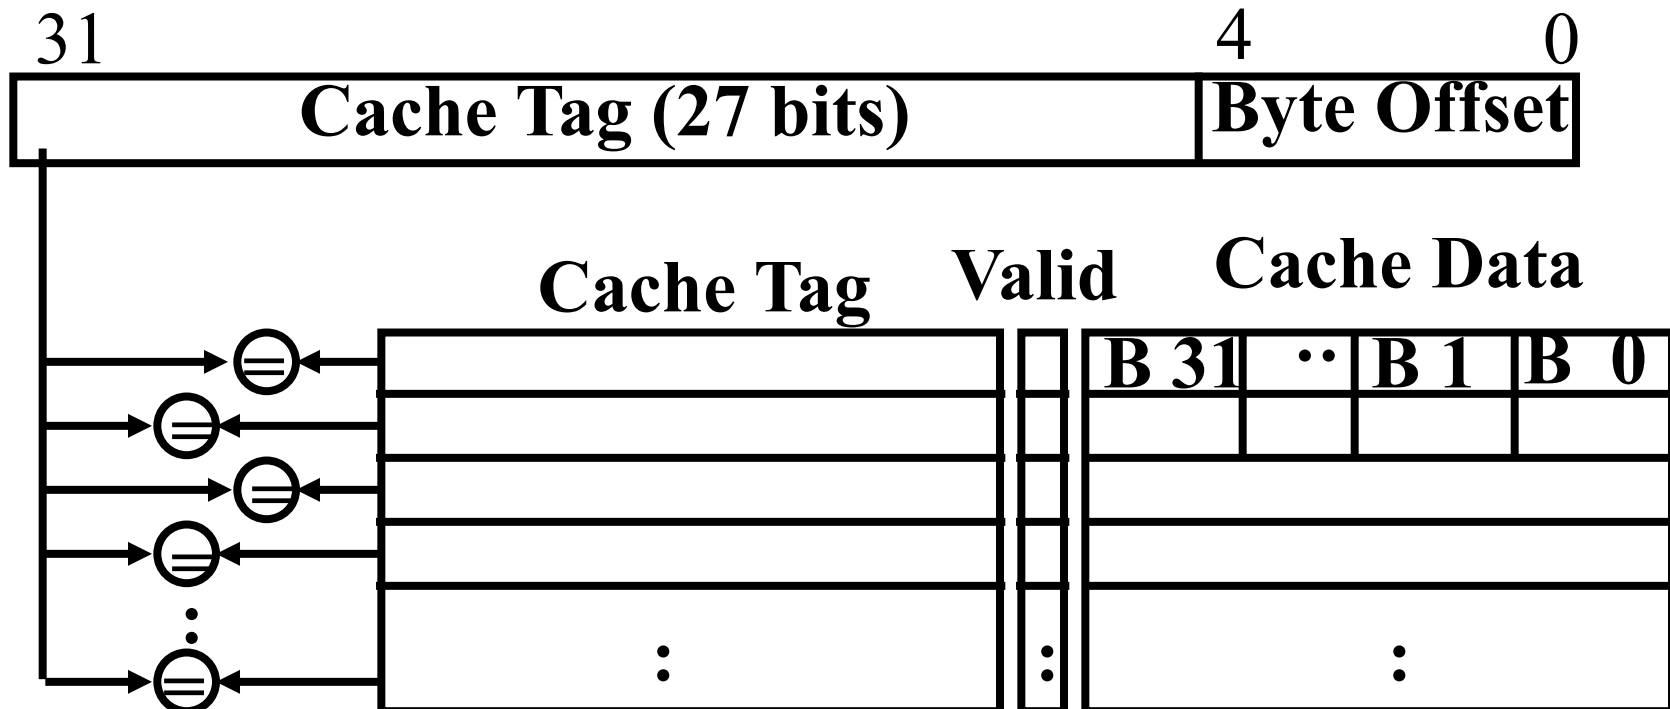 31 4 0
Cache Tag (27 bits) Byte Offset
Cache Tag Valid Cache Data
B 31 ·· B 1 B 0
=
=
=
=
:
= : : :